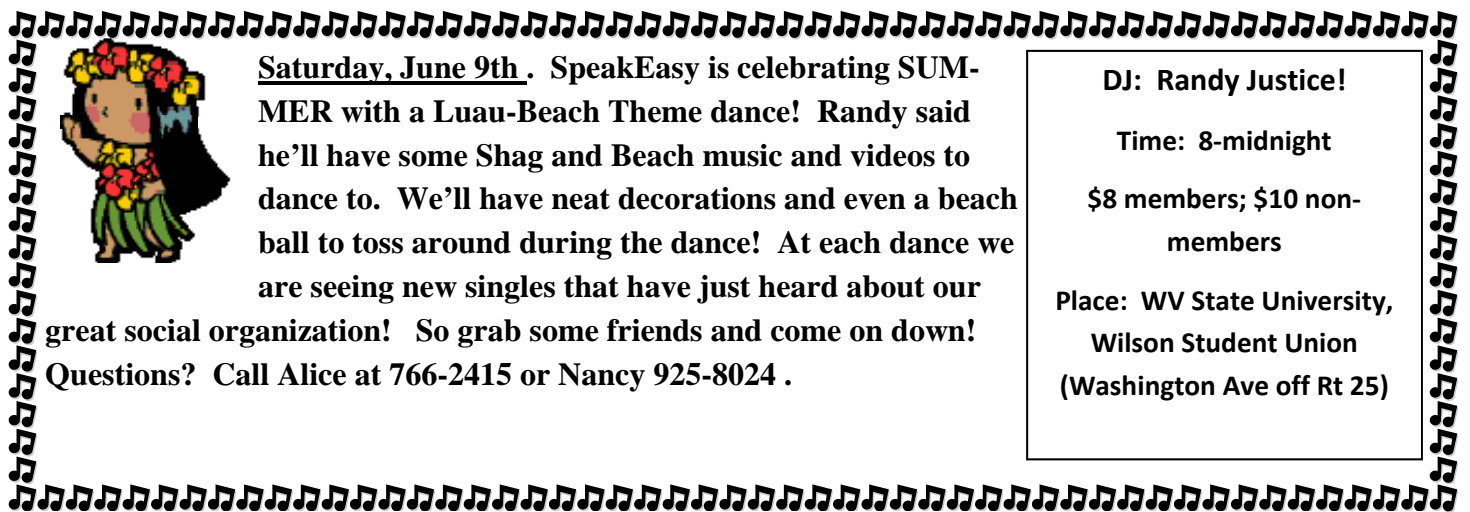 Saturday, June 9th .  SpeakEasy is celebrating SUM-
MER with a Luau-Beach Theme dance!  Randy said
he’ll have some Shag and Beach music and videos to
dance to.  We’ll have neat decorations and even a beach
ball to toss around during the dance!  At each dance we
are seeing new singles that have just heard about our
great social organization!   So grab some friends and come on down!
Questions?  Call Alice at 766-2415 or Nancy 925-8024 .
DJ:  Randy Justice!
Time:  8-midnight
$8 members; $10 non-
members
Place:  WV State University,
Wilson Student Union
(Washington Ave off Rt 25)